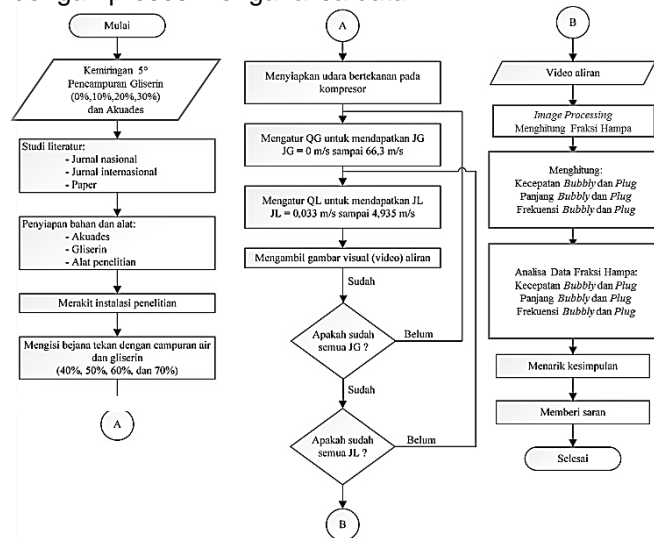 dengan proses menganalisa data
Mulai
Kemiringan 5°
Pencampuran Gliserin
(0%,10%,20%,30%)
dan Akuades
Studi literatur:
- Jurnal nasional
- Jurnal internasional
- Paper
Penyiapan bahan dan alat:
- Akuades
- Gliserin
- Alat penelitian
Merakit instalasi penelitian
Mengisi bejana tekan dengan campuran air
dan gliserin
(40%, 50%, 60%, dan 70%)
A
A
Menyiapkan udara bertekanan pada
kompresor
Mengatur QG untuk mendapatkan JG
JG = 0 m/s sampai 66,3 m/s
Mengatur QL untuk mendapatkan JL
JL = 0,033 m/s sampai 4,935 m/s
Mengambil gambar visual (video) aliran
Sudah
Apakah sudah
semua JG ?
Belum
Sudah
Apakah sudah
semua JL ?
Belum
B
B
Video aliran
Image Processing
Menghitung Fraksi Hampa
Menghitung:
Kecepatan Bubbly dan Plug
Panjang Bubbly dan Plug
Frekuensi Bubbly dan Plug
Analisa Data Fraksi Hampa:
Kecepatan Bubbly dan Plug
Panjang Bubbly dan Plug
Frekuensi Bubbly dan Plug
Menarik kesimpulan
Memberi saran
Selesai